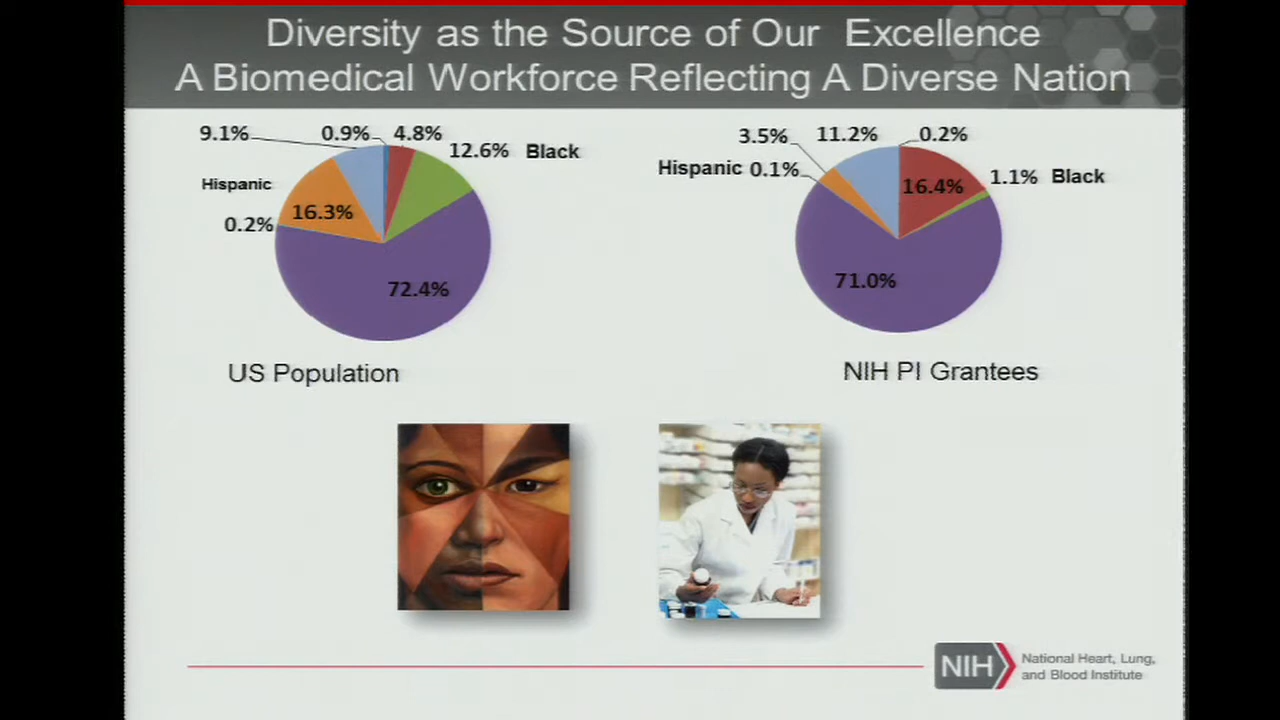 Diversity as the Source of Our Excellence
A Biomedical Workforce Reflecting A Diverse Nation
9.1%
0.9%
4.8%
12.6% Black
Hispanic
16.3%
0.2%
72.4%
US Population
3.5%
11.2%
0.2%
Hispanic 0.1%
16.4%
1.1% Black
71.0%
NIH PI Grantees
NIH
National Heart, Lung,
and Blood Institute